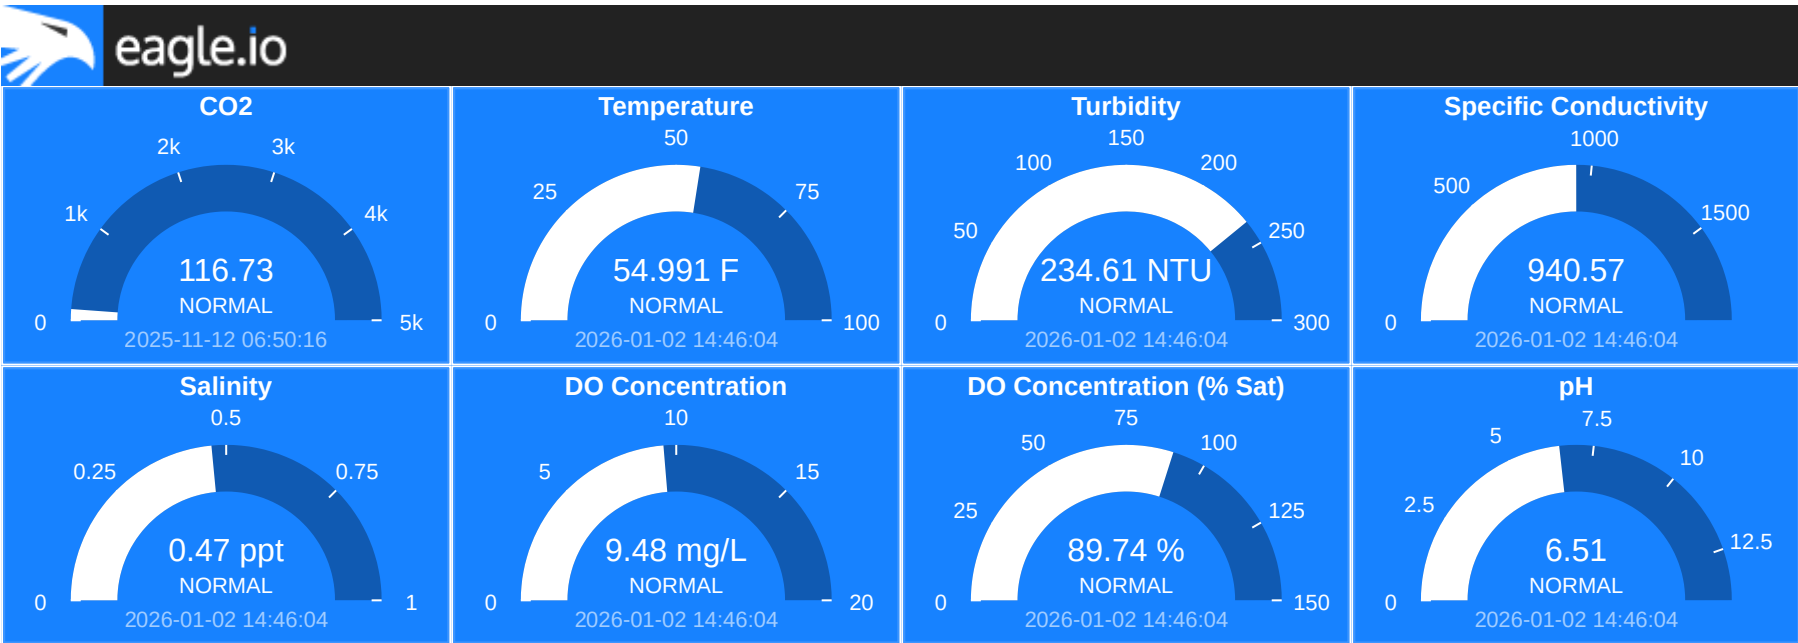 eagle.io
CO2
0
1k
2k
3k
4k
5k
116.73
NORMAL
2025-11-12 06:50:16
Temperature
0
25
50
75
100
54.991 F
NORMAL
2026-01-02 14:46:04
Turbidity
0
50
100
150
200
250
300
234.61 NTU
NORMAL
2026-01-02 14:46:04
Specific Conductivity
0
500
1000
1500
940.57
NORMAL
2026-01-02 14:46:04
Salinity
0
0.25
0.5
0.75
1
0.47 ppt
NORMAL
2026-01-02 14:46:04
DO Concentration
0
5
10
15
20
9.48 mg/L
NORMAL
2026-01-02 14:46:04
DO Concentration (% Sat)
0
25
50
75
100
125
150
89.74 %
NORMAL
2026-01-02 14:46:04
pH
0
2.5
5
7.5
10
12.5
6.51
NORMAL
2026-01-02 14:46:04